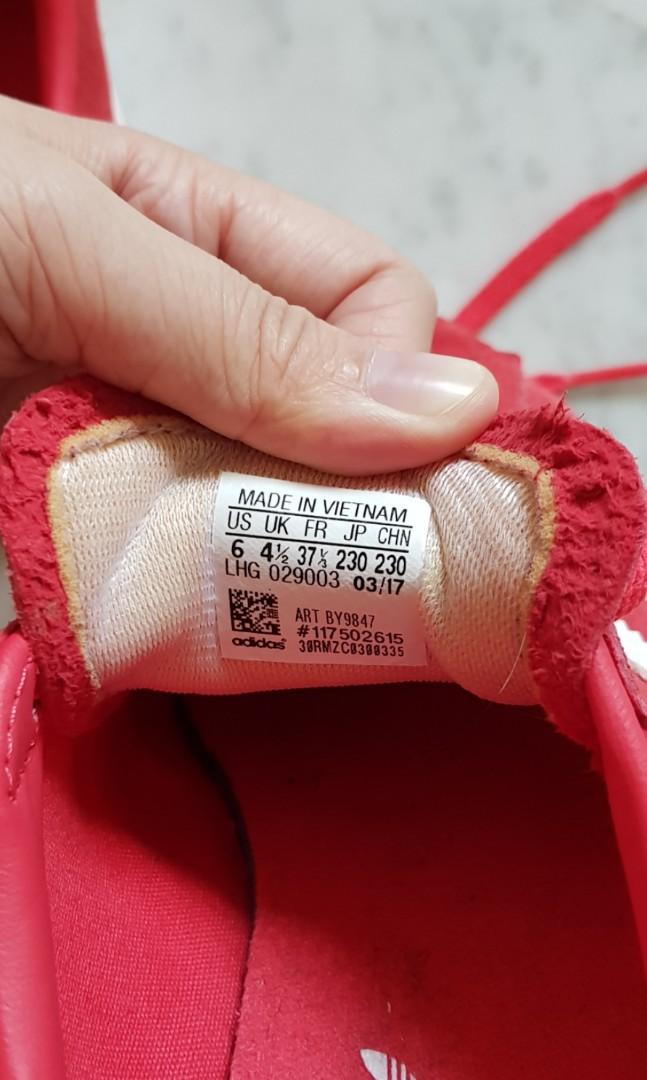 MADE IN VIETNAM
US UK FR JP CHN
6 4½ 37⅓ 230 230
LHG 029003 03/17
ART BY9847
#117502615
adidas® 30RMZC0300335